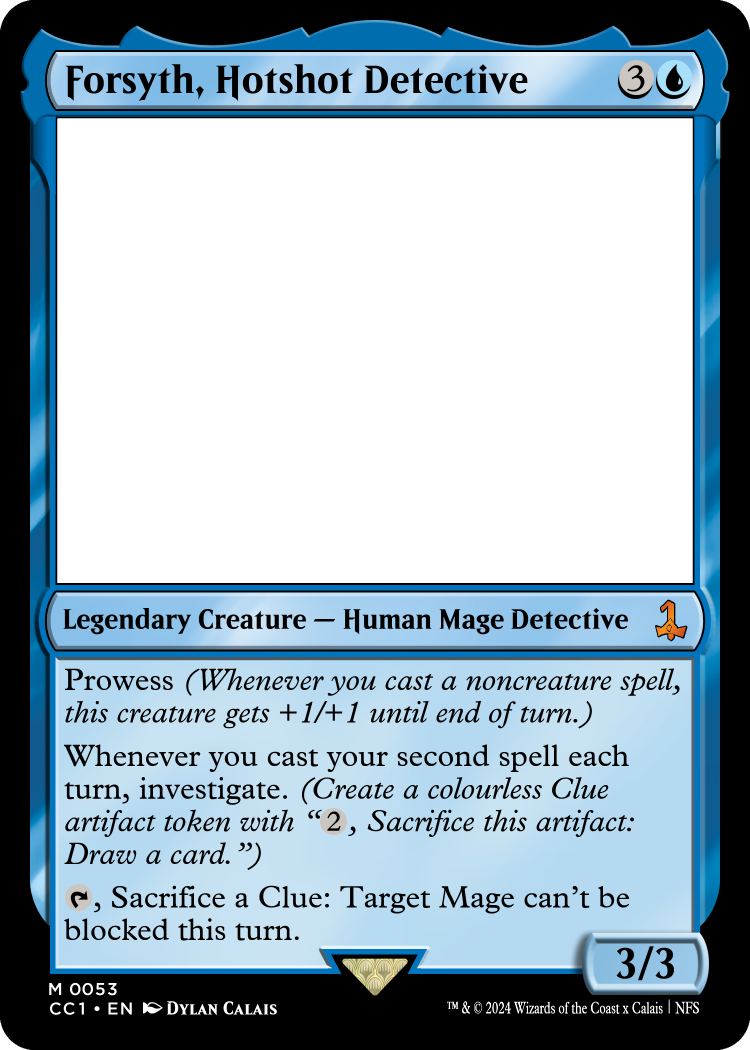 Forsyth, Hotshot Detective 3
Legendary Creature — Human Mage Detective
Prowess (Whenever you cast a noncreature spell,
this creature gets +1/+1 until end of turn.)
Whenever you cast your second spell each
turn, investigate. (Create a colourless Clue
artifact token with “2, Sacrifice this artifact:
Draw a card.”)
, Sacrifice a Clue: Target Mage can’t be
blocked this turn.
3/3
M 0053
CC1 • EN Dylan Calais
™ & © 2024 Wizards of the Coast x Calais | NFS